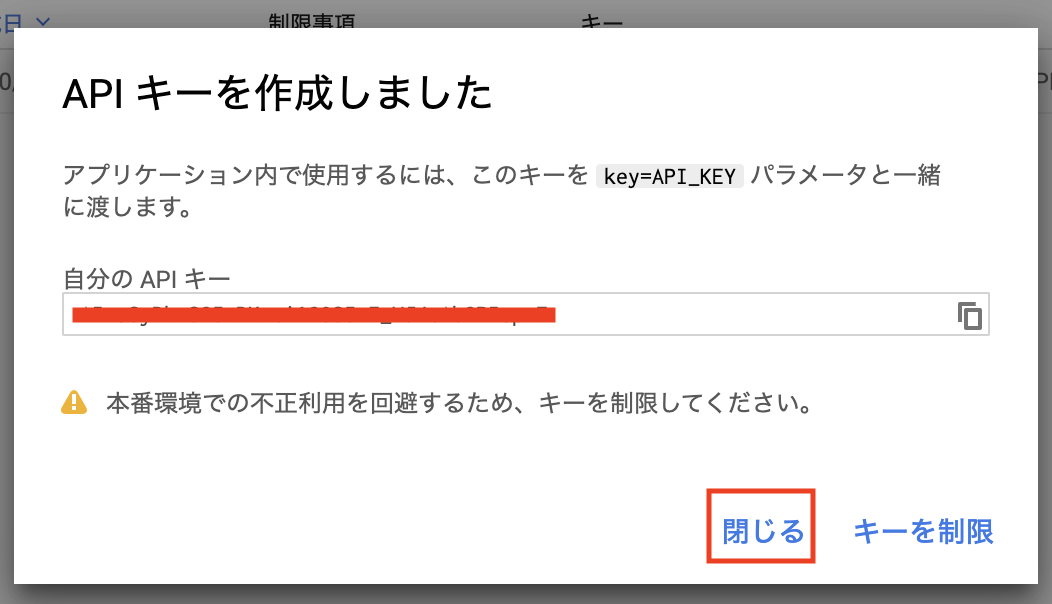 制限事項
キー
API キーを作成しました
アプリケーション内で使用するには、このキーを key=API_KEY パラメータと一緒
に渡します。
自分の API キー
本番環境での不正利用を回避するため、キーを制限してください。
閉じる
キーを制限